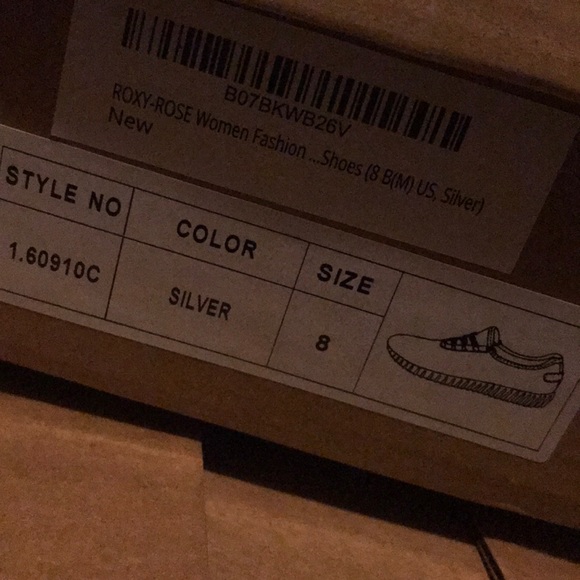 B07BKWB26V
ROXY-ROSE Women Fashion ...Shoes (8 B(M) US, Silver)
New
STYLE NO COLOR SIZE
1.60910C SILVER 8